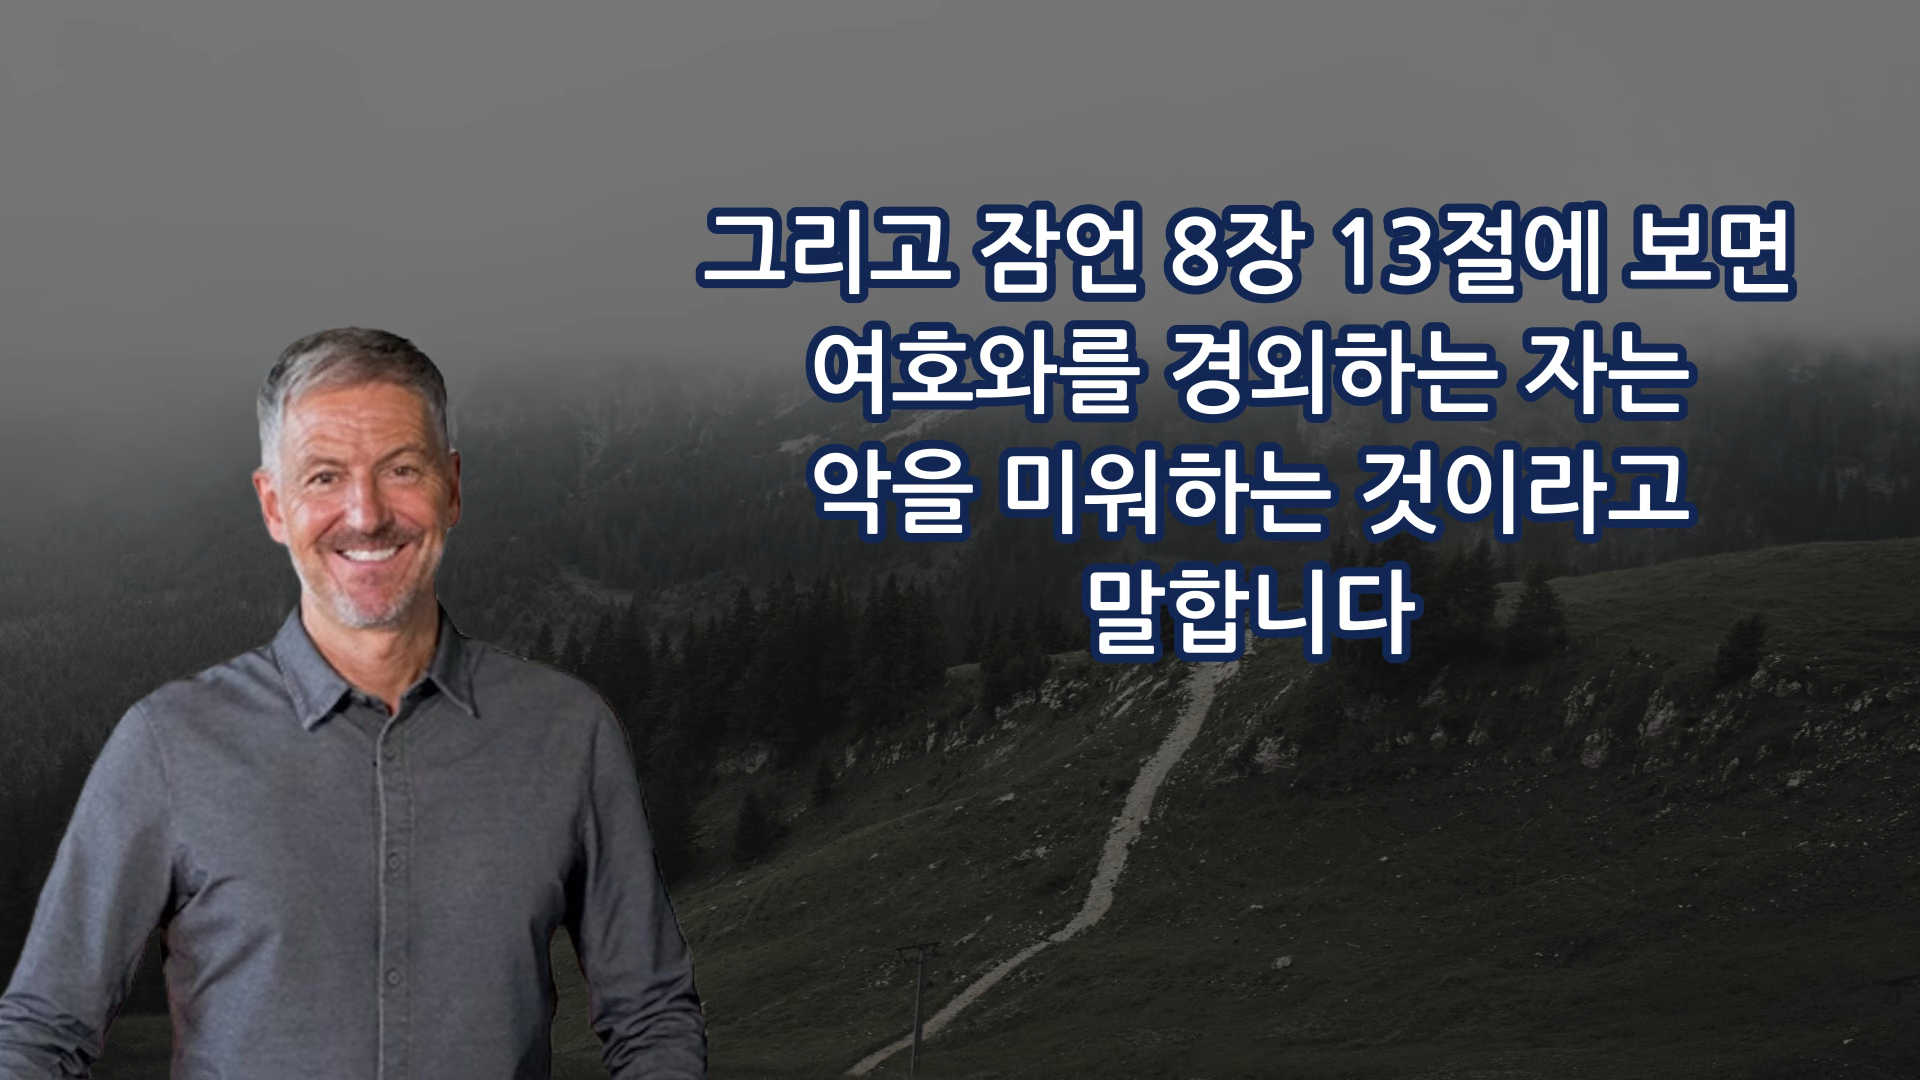 그리고 잠언 8장 13절에 보면
여호와를 경외하는 자는
악을 미워하는 것이라고
말합니다